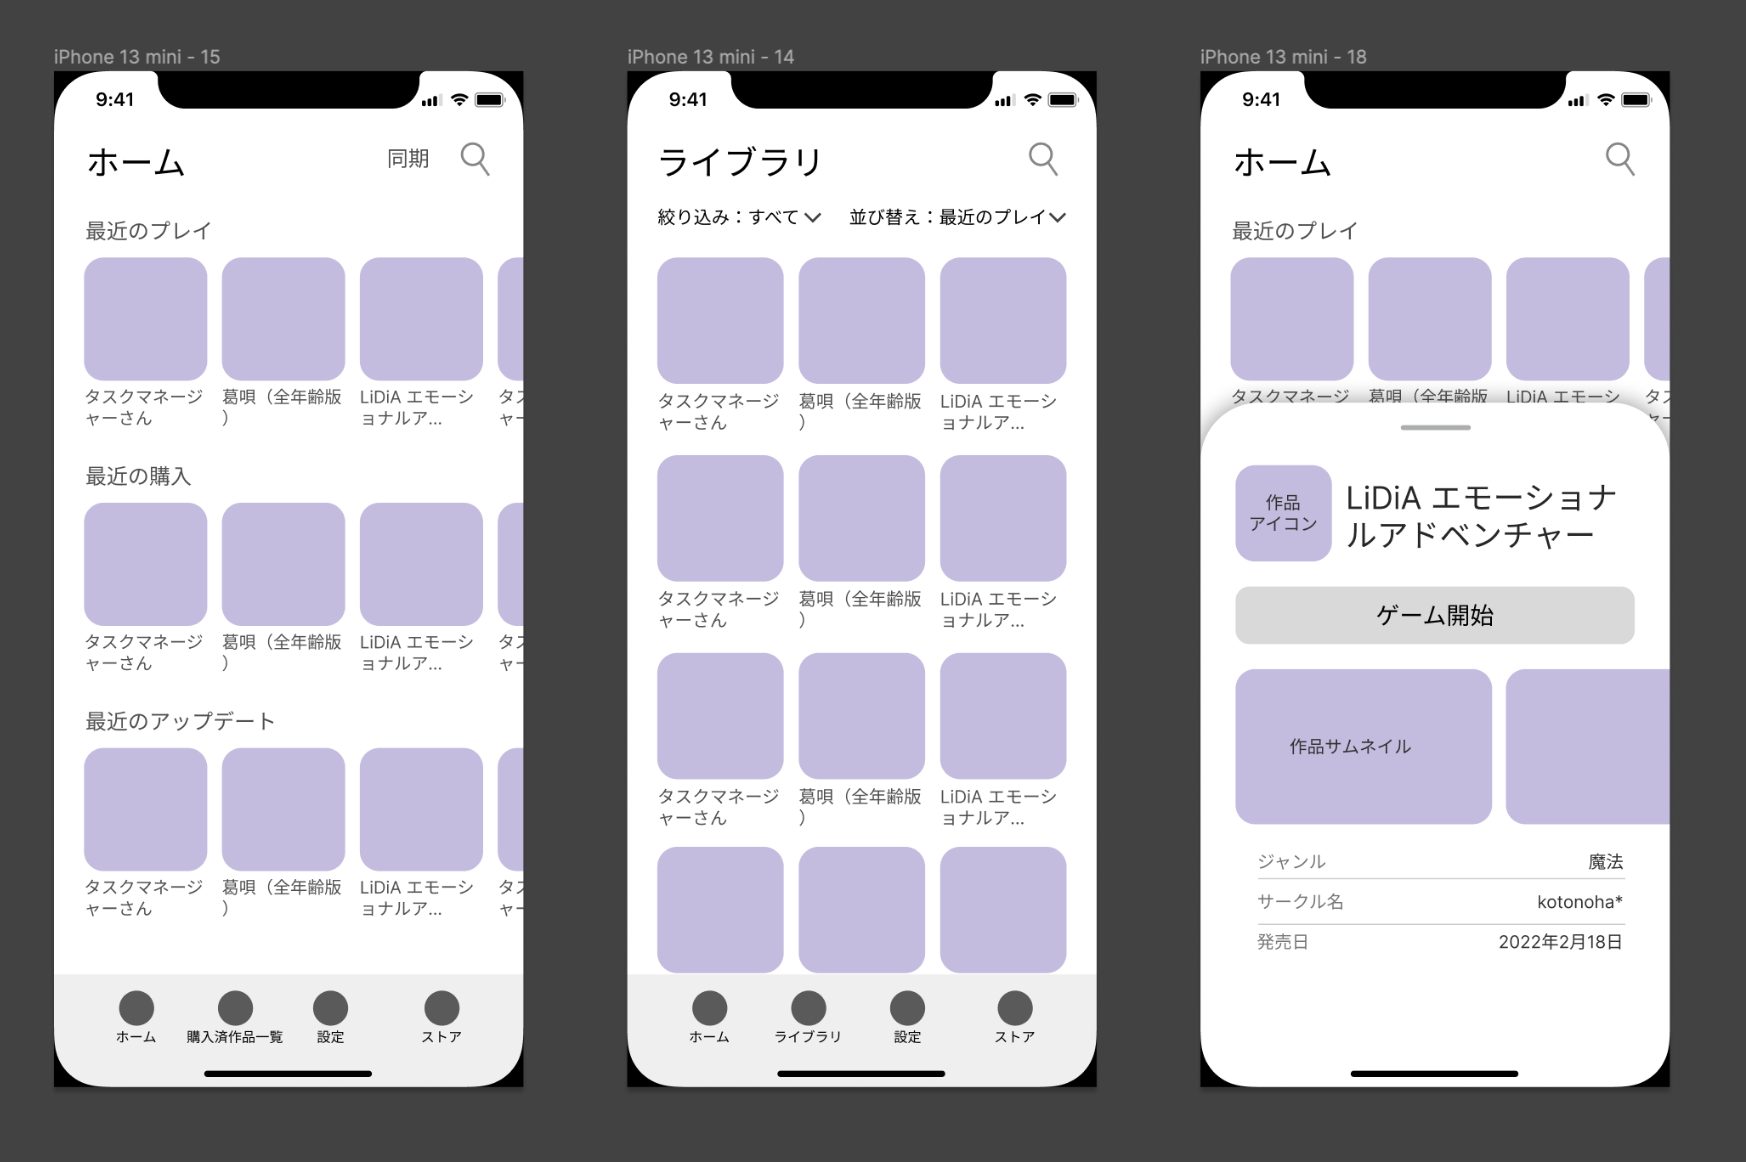 iPhone 13 mini - 15
9:41
ホーム
同期
最近のプレイ
タスクマネージ
ャーさん
葛唄（全年齢版
）
LiDiA エモーシ
ョナルア...
タス
ャー
最近の購入
タスクマネージ
ャーさん
葛唄（全年齢版
）
LiDiA エモーシ
ョナルア...
タス
ャー
最近のアップデート
タスクマネージ
ャーさん
葛唄（全年齢版
）
LiDiA エモーシ
ョナルア...
タス
ャー
ホーム
購入済作品一覧
設定
ストア
iPhone 13 mini - 14
9:41
ライブラリ
絞り込み：すべて
並び替え：最近のプレイ
タスクマネージ
ャーさん
葛唄（全年齢版
）
LiDiA エモーシ
ョナルア...
タスクマネージ
ャーさん
葛唄（全年齢版
）
LiDiA エモーシ
ョナルア...
タスクマネージ
ャーさん
葛唄（全年齢版
）
LiDiA エモーシ
ョナルア...
ホーム
ライブラリ
設定
ストア
iPhone 13 mini - 18
9:41
ホーム
最近のプレイ
タスクマネージ
葛唄（全年齢版
LiDiA エモーシ
タス
ャー
作品
アイコン
LiDiA エモーショナ
ルアドベンチャー
ゲーム開始
作品サムネイル
ジャンル
魔法
サークル名
kotonoha*
発売日
2022年2月18日